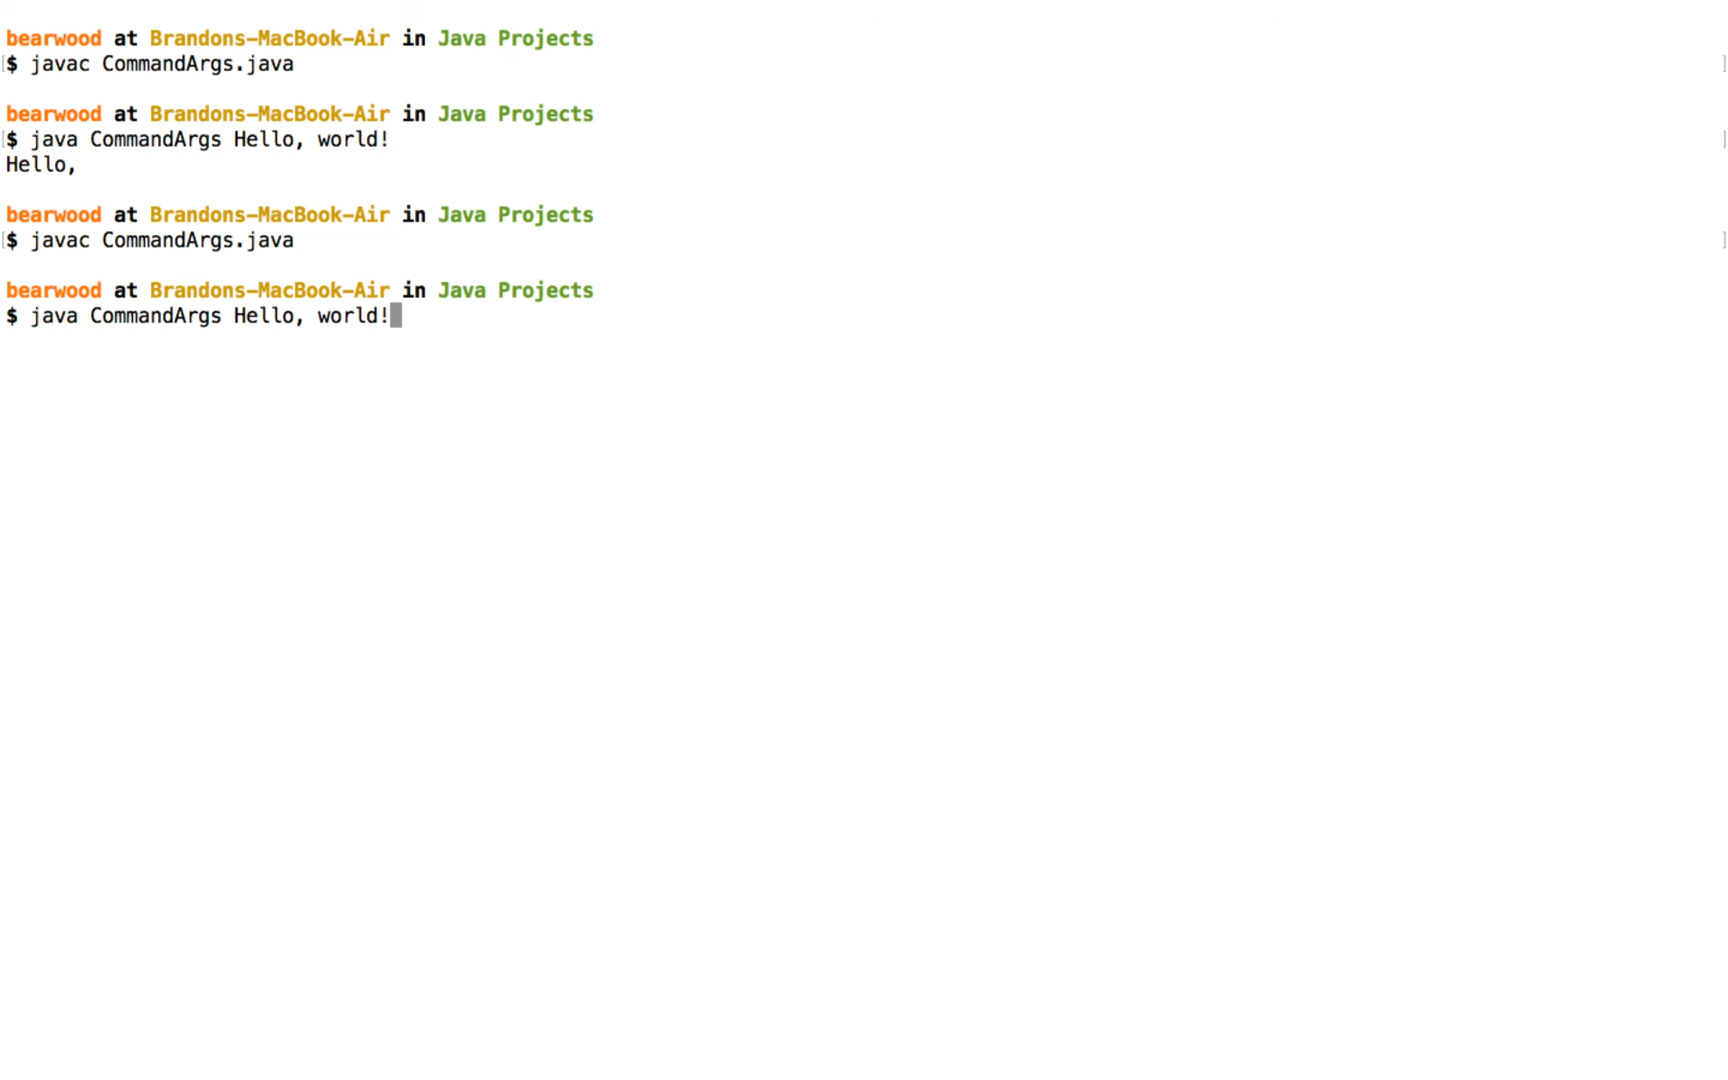 bearwood at Brandons-MacBook-Air in Java Projects
[$ javac CommandArgs.java ]
bearwood at Brandons-MacBook-Air in Java Projects
[$ java CommandArgs Hello, world! ]
Hello,
bearwood at Brandons-MacBook-Air in Java Projects
[$ javac CommandArgs.java ]
bearwood at Brandons-MacBook-Air in Java Projects
$ java CommandArgs Hello, world!